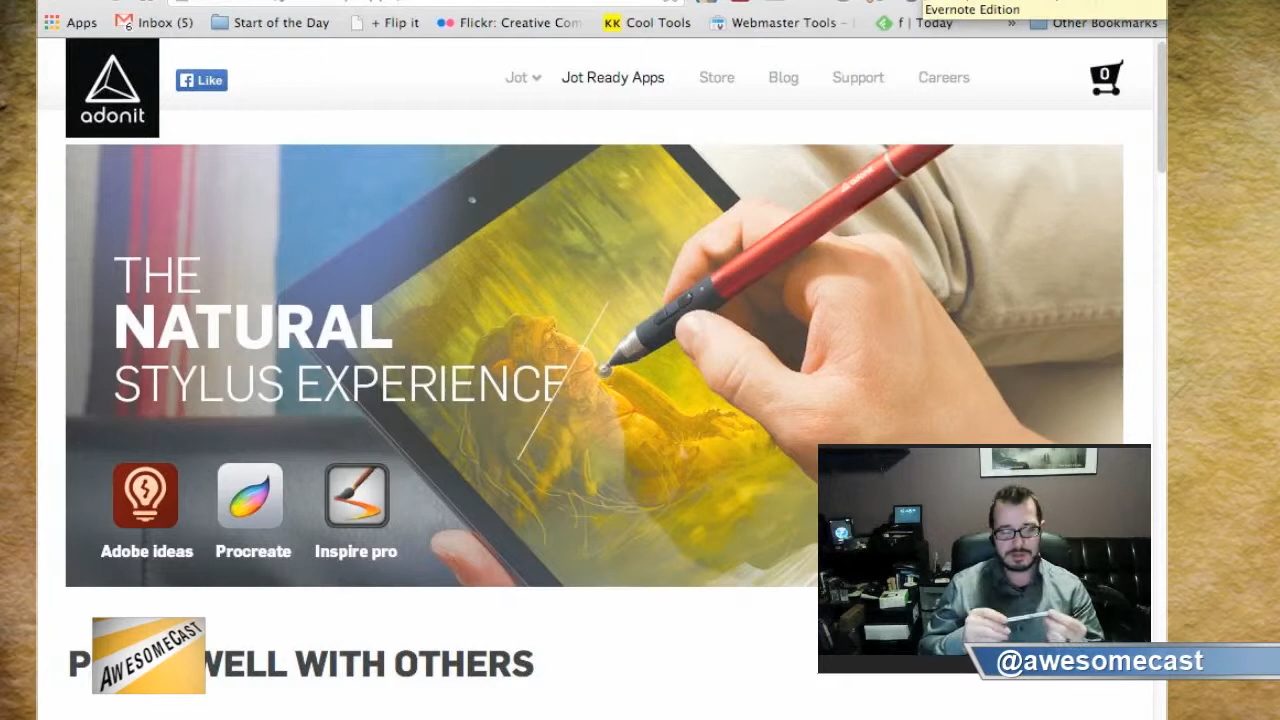 Evernote Edition
Apps Inbox (5) Start of the Day + Flip it Flickr: Creative Com KK Cool Tools Webmaster Tools - f | Today » Other Bookmarks
adonit
Like
Jot Jot Ready Apps Store Blog Support Careers 0
THE
NATURAL
STYLUS EXPERIENCE
Adobe ideas Procreate Inspire pro
AWESOMECAST
WELL WITH OTHERS
@awesomecast